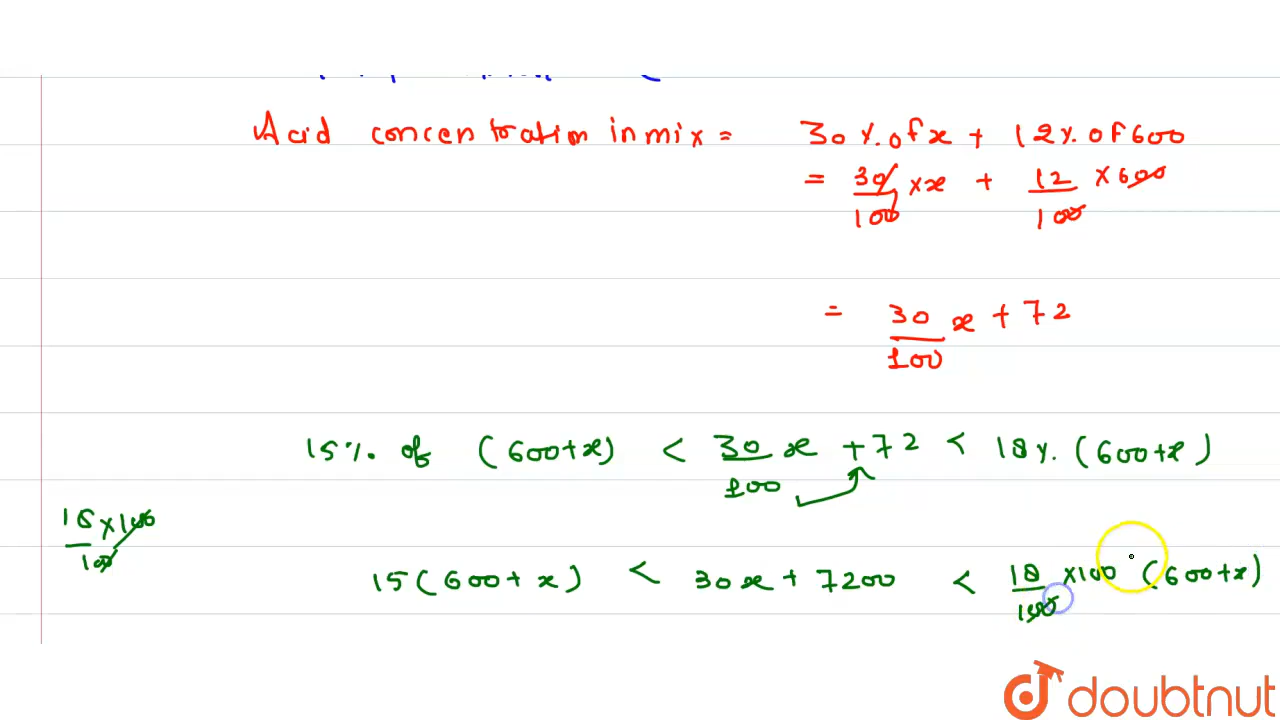 Acid concentration in mix = 30%. of x + 12%. of 600
= 30/100 × x + 12/100 × 600
= 30/100 x + 72
15%. of (600+x) < 30/100 x + 72 < 18%. (600+x)
15×100/100
15(600+x) < 30x + 7200 < 18/100 ×100 (600+x)
doubtnut